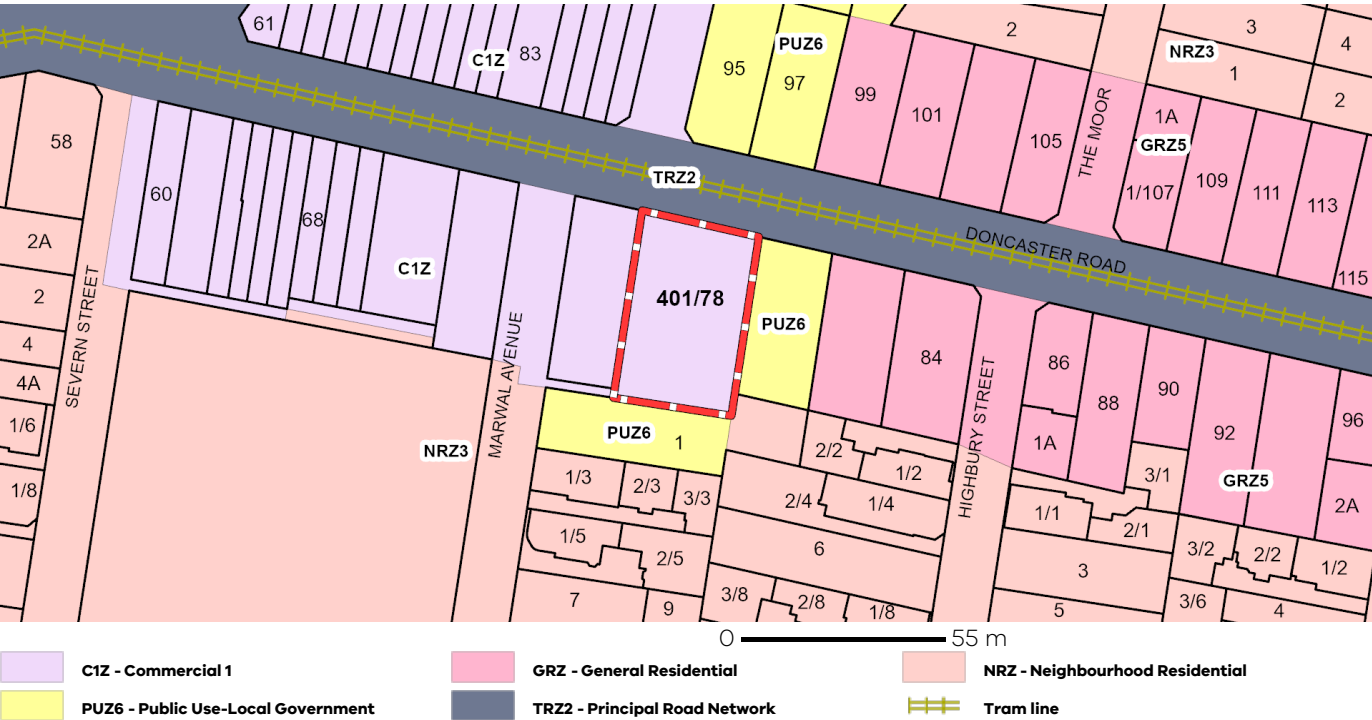 61
C1Z
83
95
PUZ6
97
99
101
105
2
THE MOOR
3
NRZ3
1
4
2
1A
GRZ5
1/107
109
111
113
115
58
60
68
C1Z
TRZ2
DONCASTER ROAD
401/78
PUZ6
84
86
88
90
92
96
1A
2A
GRZ5
2A
2
4
4A
1/6
1/8
SEVERN STREET
MARWAL AVENUE
NRZ3
PUZ6
1
HIGHBURY STREET
1/3
2/3
3/3
1/5
2/5
7
9
2/2
1/2
2/4
1/4
6
3/8
2/8
1/8
3/1
1/1
2/1
3
5
3/2
2/2
1/2
3/6
4
0
55 m
C1Z - Commercial 1
GRZ - General Residential
NRZ - Neighbourhood Residential
PUZ6 - Public Use-Local Government
TRZ2 - Principal Road Network
Tram line